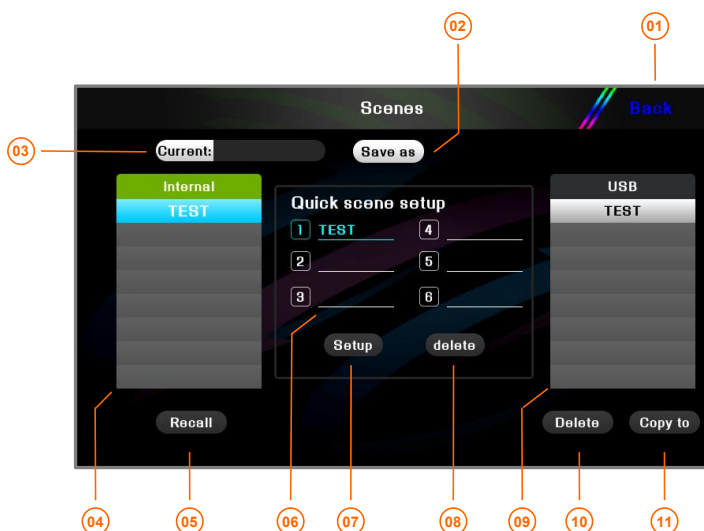 02 01
Scenes Back
03 Current: Save as
Internal USB
TEST TEST
Quick scene setup
1 TEST 4
2 5
3 6
Setup delete
Recall Delete Copy to
04 05 06 07 08 09 10 11